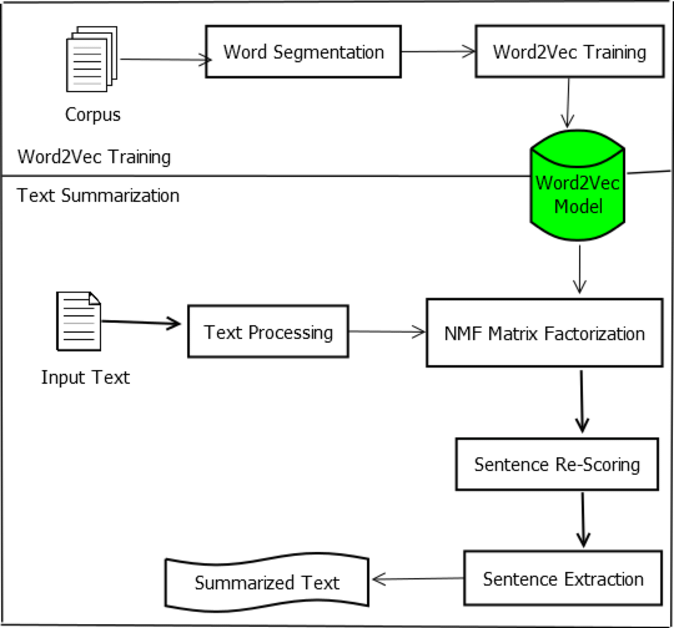 Word Segmentation
Word2Vec Training
Corpus
Word2Vec Training
Text Summarization
Word2Vec
Model
Input Text
Text Processing
NMF Matrix Factorization
Sentence Re-Scoring
Summarized Text
Sentence Extraction